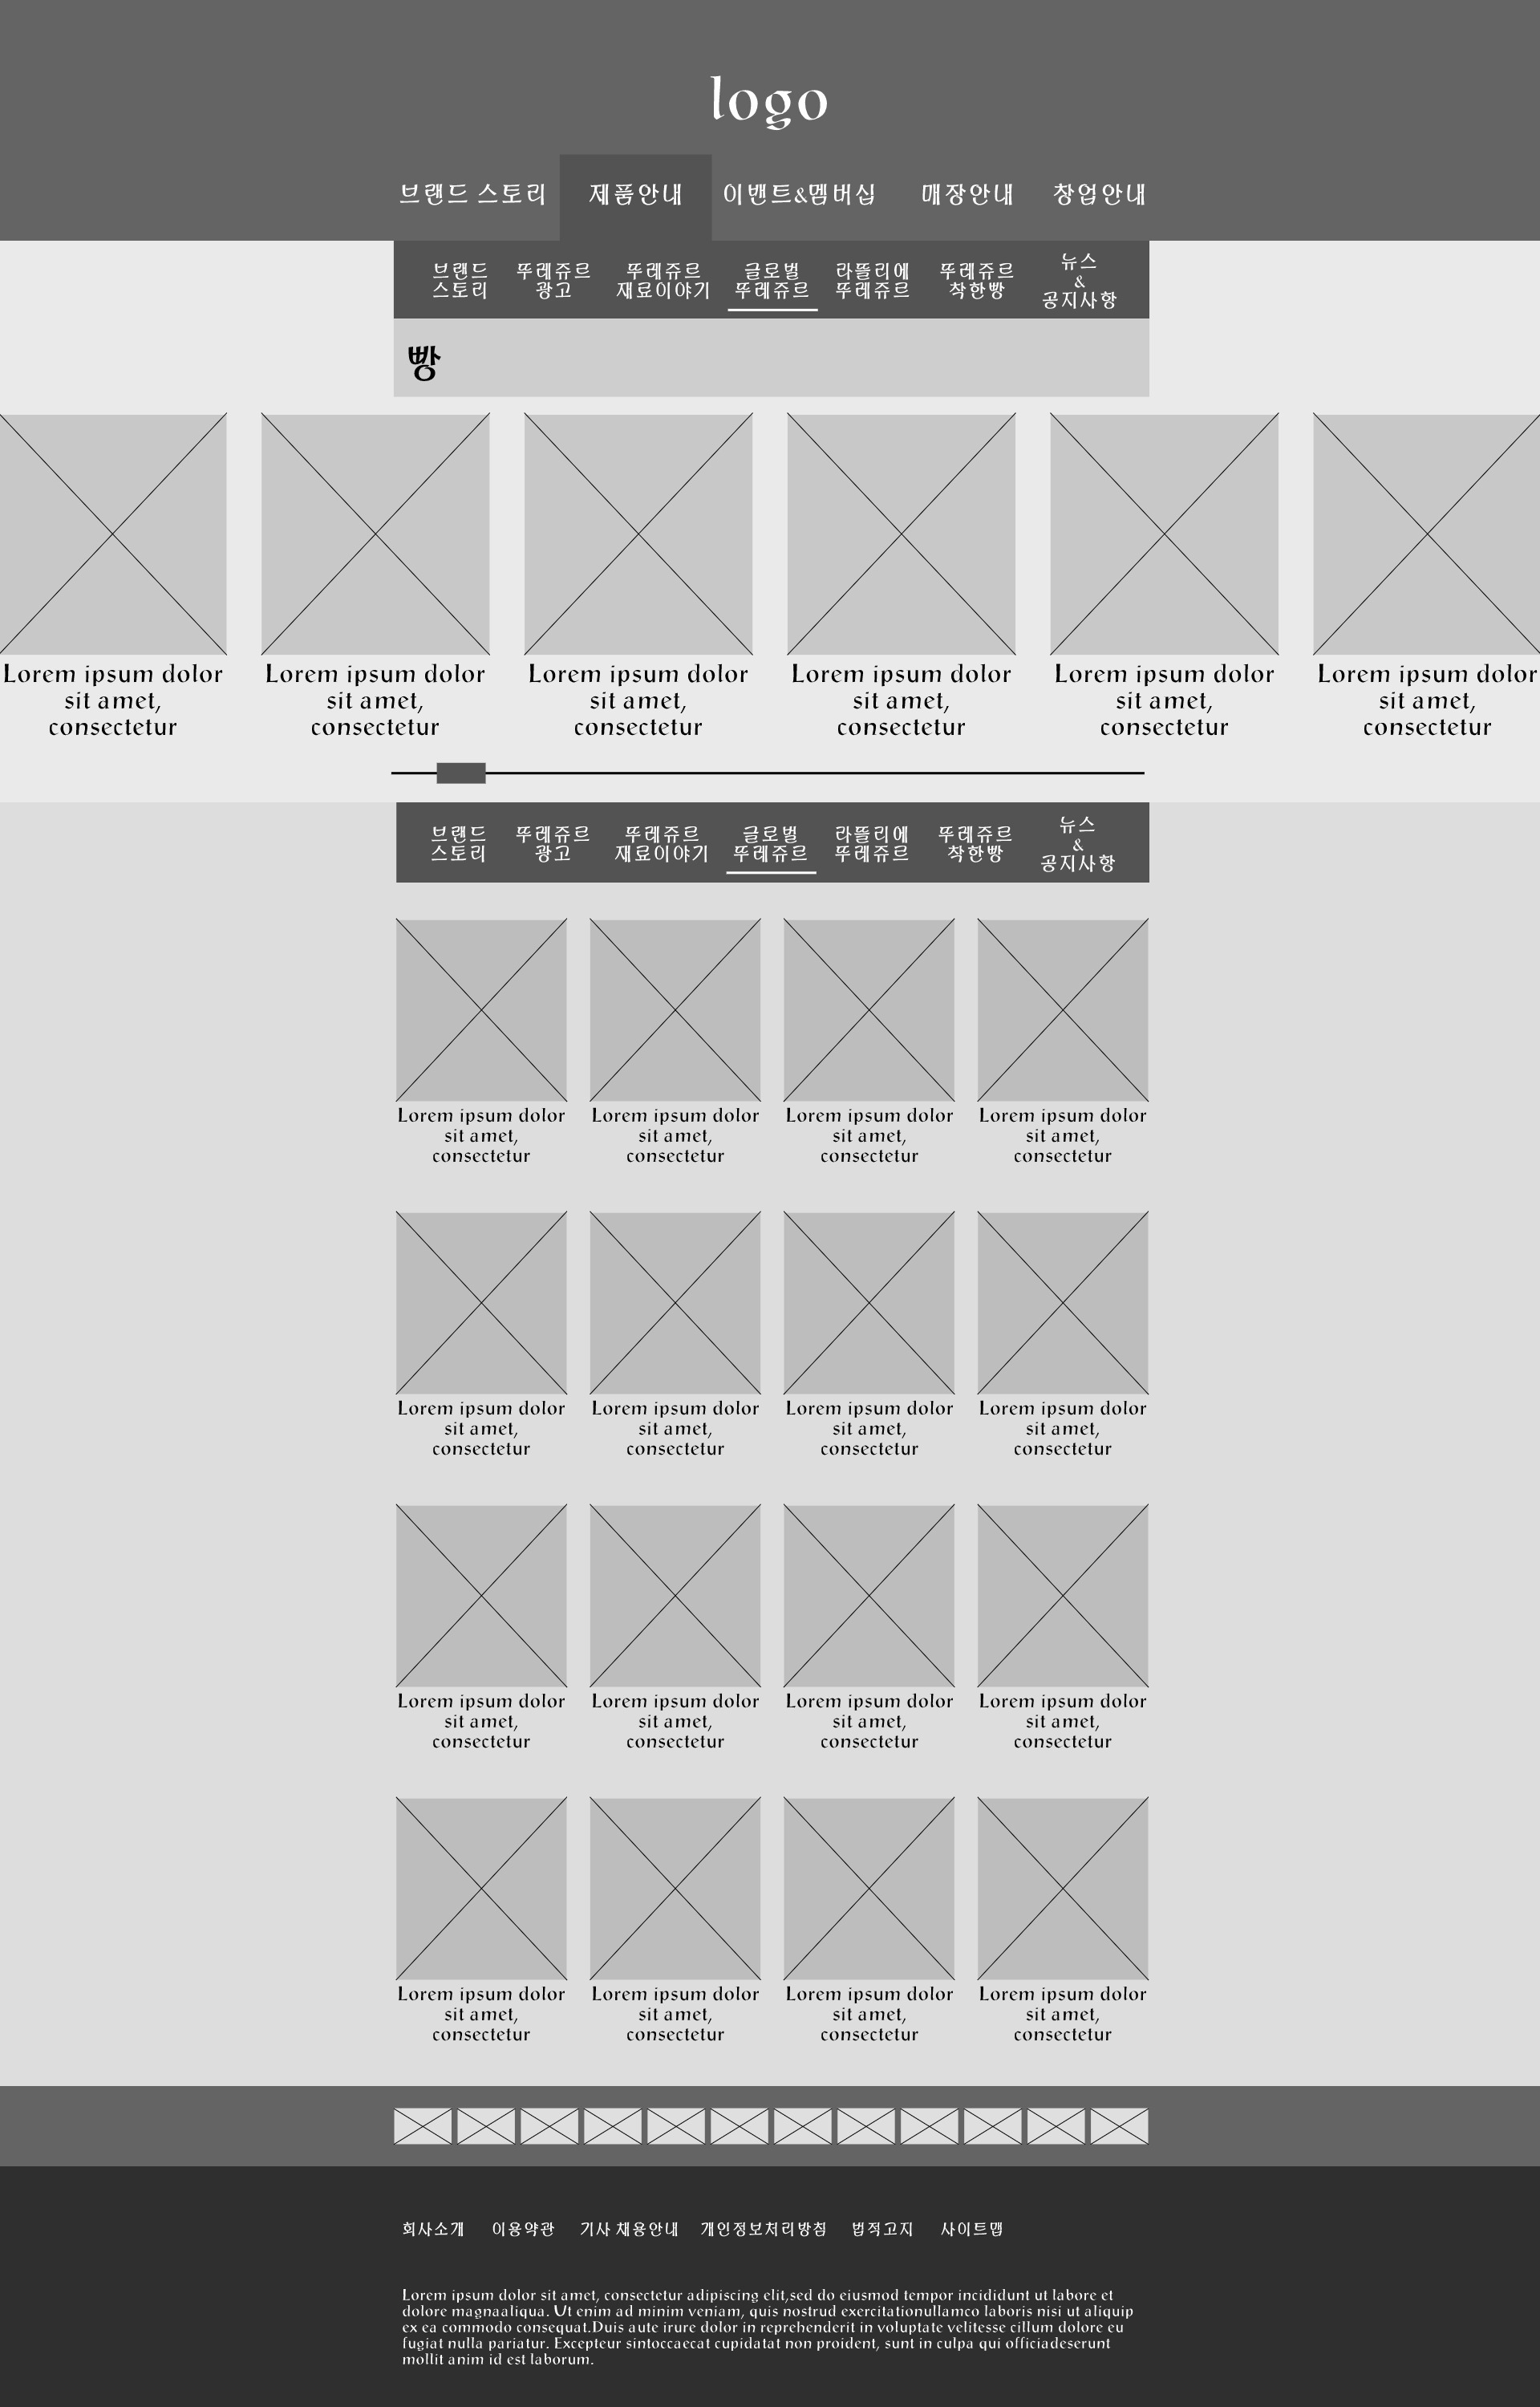 logo
브랜드 스토리 제품안내 이벤트&멤버십 매장안내 창업안내
브랜드 스토리
뚜레쥬르 광고
뚜레쥬르 재료이야기
글로벌 뚜레쥬르
라뜰리에 뚜레쥬르
뚜레쥬르 착한빵
뉴스 & 공지사항
빵
Lorem ipsum dolor
sit amet,
consectetur
Lorem ipsum dolor
sit amet,
consectetur
Lorem ipsum dolor
sit amet,
consectetur
Lorem ipsum dolor
sit amet,
consectetur
Lorem ipsum dolor
sit amet,
consectetur
Lorem ipsum dolor
sit amet,
consectetur
브랜드 스토리
뚜레쥬르 광고
뚜레쥬르 재료이야기
글로벌 뚜레쥬르
라뜰리에 뚜레쥬르
뚜레쥬르 착한빵
뉴스 & 공지사항
Lorem ipsum dolor
sit amet,
consectetur
Lorem ipsum dolor
sit amet,
consectetur
Lorem ipsum dolor
sit amet,
consectetur
Lorem ipsum dolor
sit amet,
consectetur
Lorem ipsum dolor
sit amet,
consectetur
Lorem ipsum dolor
sit amet,
consectetur
Lorem ipsum dolor
sit amet,
consectetur
Lorem ipsum dolor
sit amet,
consectetur
Lorem ipsum dolor
sit amet,
consectetur
Lorem ipsum dolor
sit amet,
consectetur
Lorem ipsum dolor
sit amet,
consectetur
Lorem ipsum dolor
sit amet,
consectetur
Lorem ipsum dolor
sit amet,
consectetur
Lorem ipsum dolor
sit amet,
consectetur
Lorem ipsum dolor
sit amet,
consectetur
Lorem ipsum dolor
sit amet,
consectetur
회사소개 이용약관 기사 채용안내 개인정보처리방침 법적고지 사이트맵
Lorem ipsum dolor sit amet, consectetur adipiscing elit,sed do eiusmod tempor incididunt ut labore et
dolore magnaaliqua. Ut enim ad minim veniam, quis nostrud exercitationullamco laboris nisi ut aliquip
ex ea commodo consequat.Duis aute irure dolor in reprehenderit in voluptate velitesse cillum dolore eu
fugiat nulla pariatur. Excepteur sintoccaecat cupidatat non proident, sunt in culpa qui officiadeserunt
mollit anim id est laborum.